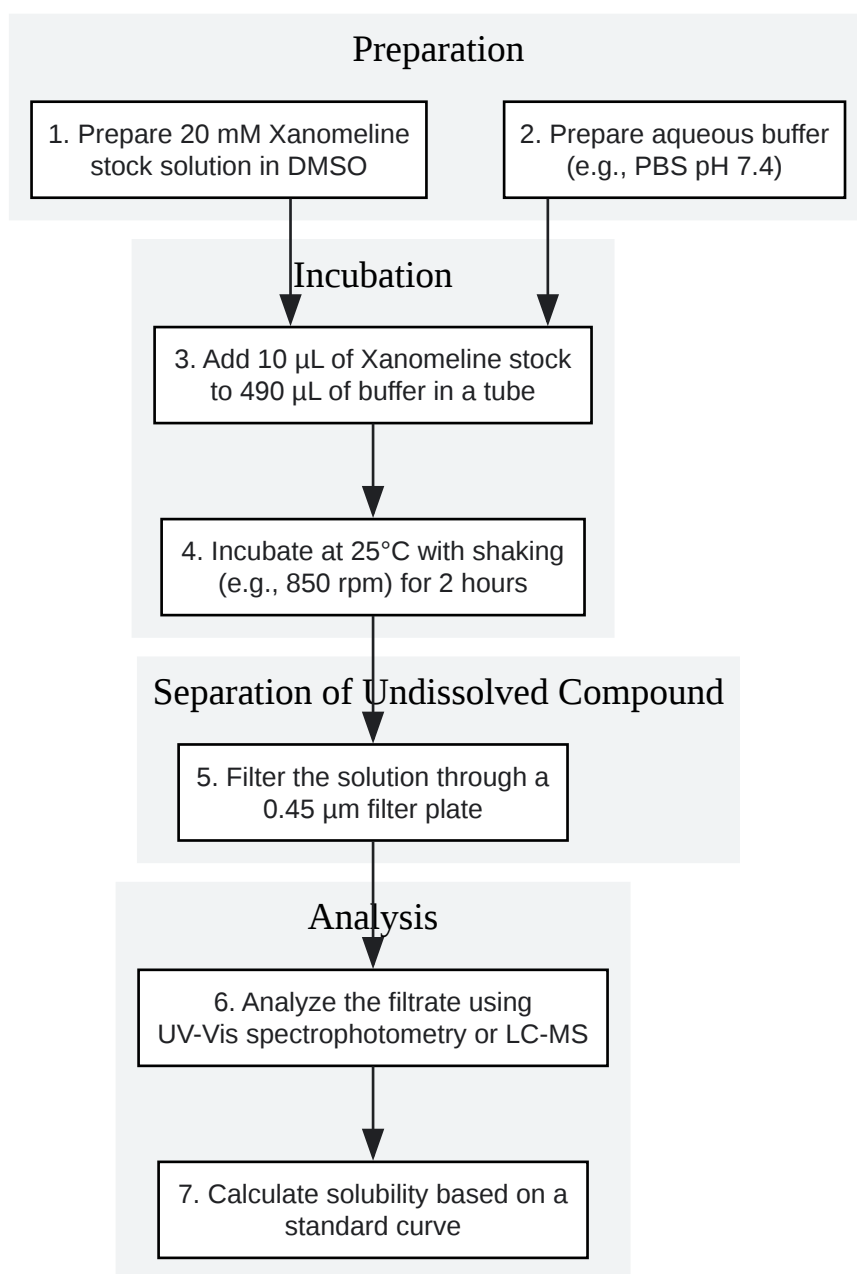 Preparation
1. Prepare 20 mM Xanomeline
stock solution in DMSO
2. Prepare aqueous buffer
(e.g., PBS pH 7.4)
Incubation
3. Add 10 µL of Xanomeline stock
to 490 µL of buffer in a tube
4. Incubate at 25°C with shaking
(e.g., 850 rpm) for 2 hours
Separation of Undissolved Compound
5. Filter the solution through a
0.45 µm filter plate
Analysis
6. Analyze the filtrate using
UV-Vis spectrophotometry or LC-MS
7. Calculate solubility based on a
standard curve